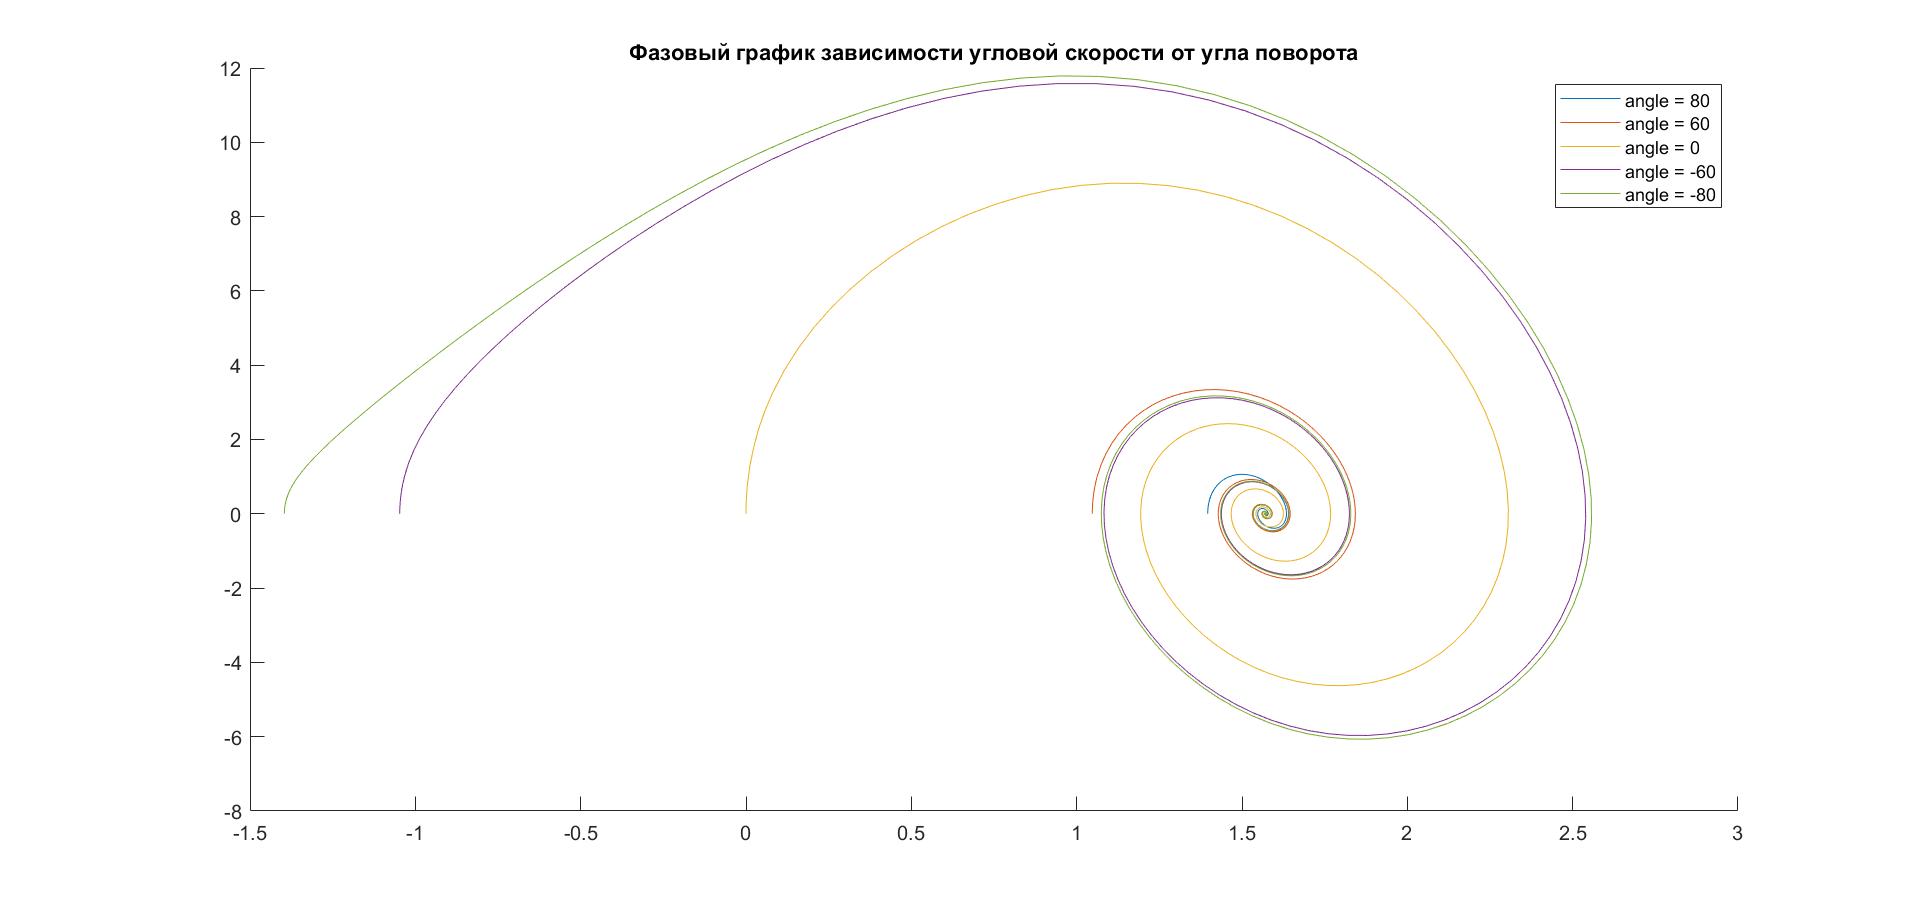 Фазовый график зависимости угловой скорости от угла поворота
12
10
8
6
4
2
0
-2
-4
-6
-8
-1.5 -1 -0.5 0 0.5 1 1.5 2 2.5 3
angle = 80
angle = 60
angle = 0
angle = -60
angle = -80